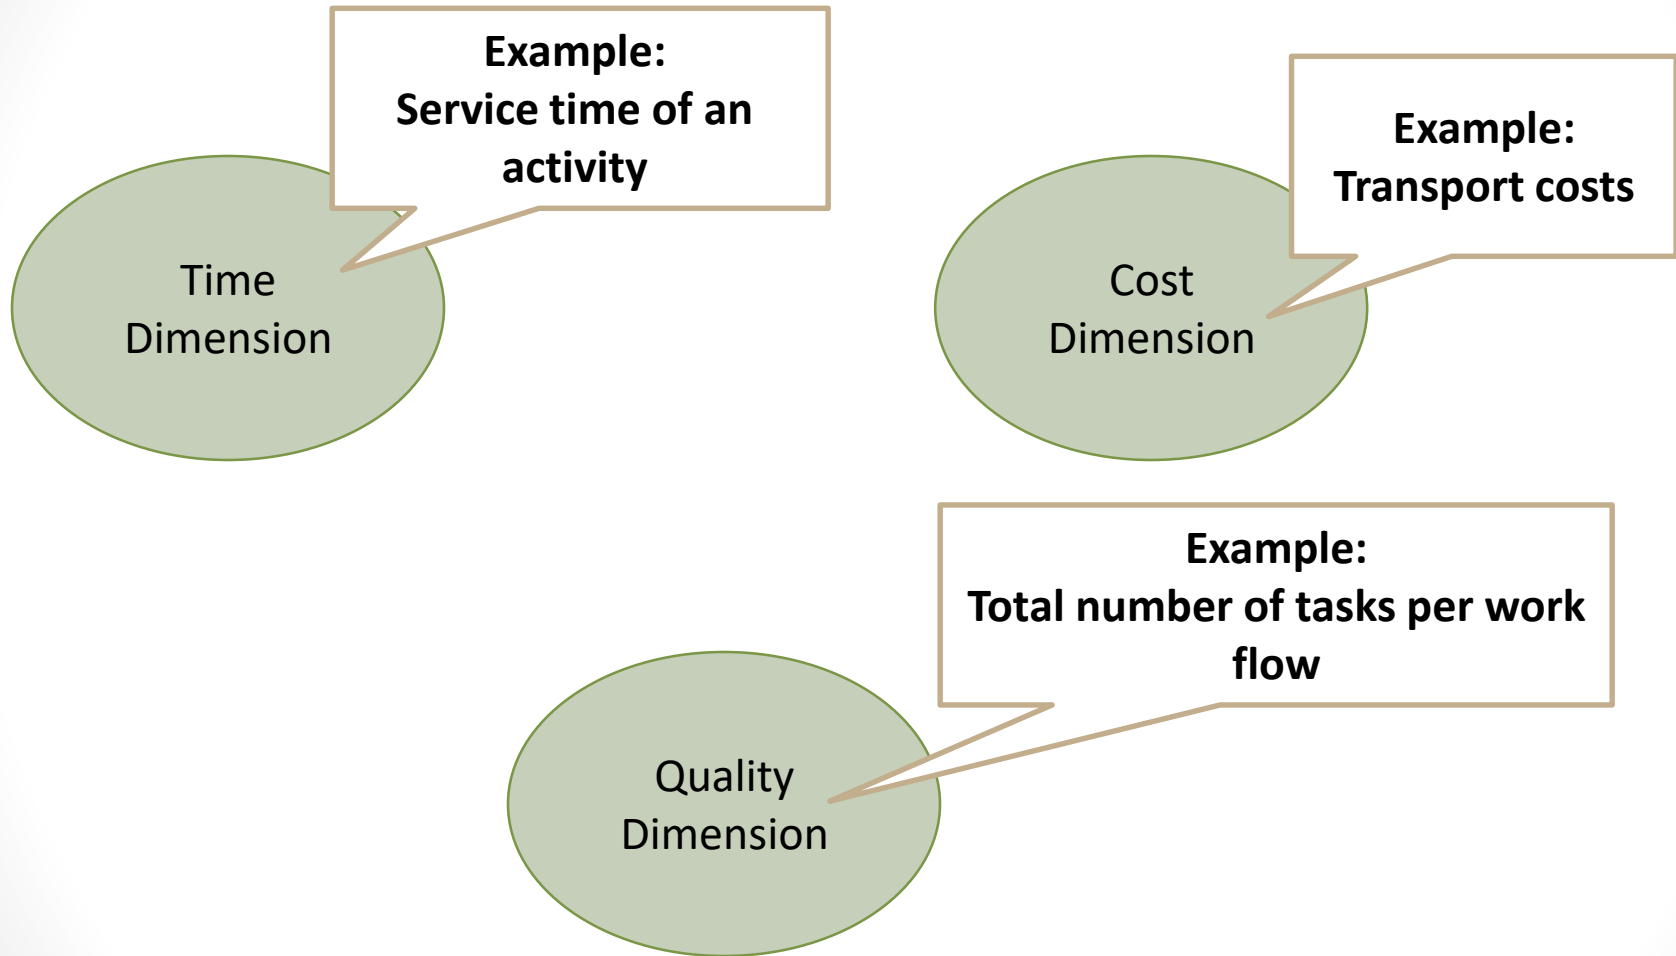 Example:
Service time of an
activity
Time
Dimension
Example:
Transport costs
Cost
Dimension
Example:
Total number of tasks per work
flow
Quality
Dimension